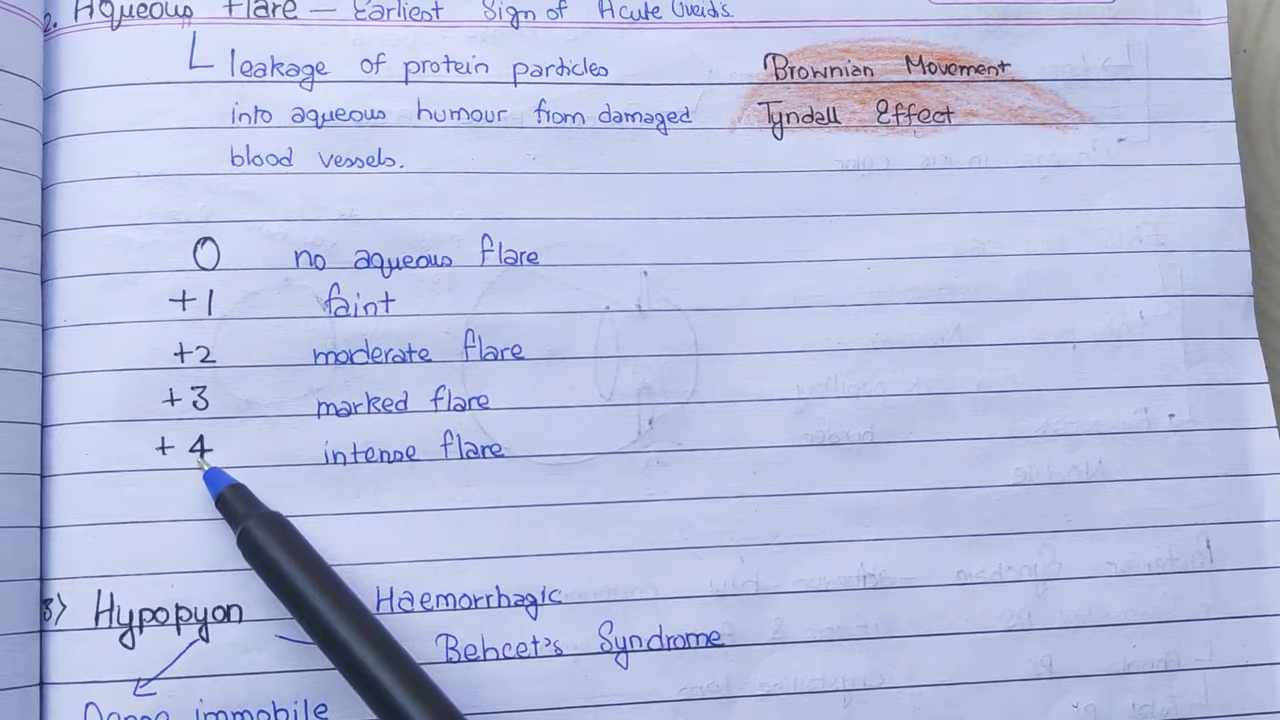 2. Aqueous Flare — Earliest Sign of Acute Uveitis.
leakage of protein particles
into aqueous humour from damaged
blood vessels.
Brownian Movement
Tyndall Effect
0 no aqueous flare
+1 faint
+2 moderate flare
+3 marked flare
+4 intense flare
3) Hypopyon
Haemorrhagic
Behcet's Syndrome
immobile